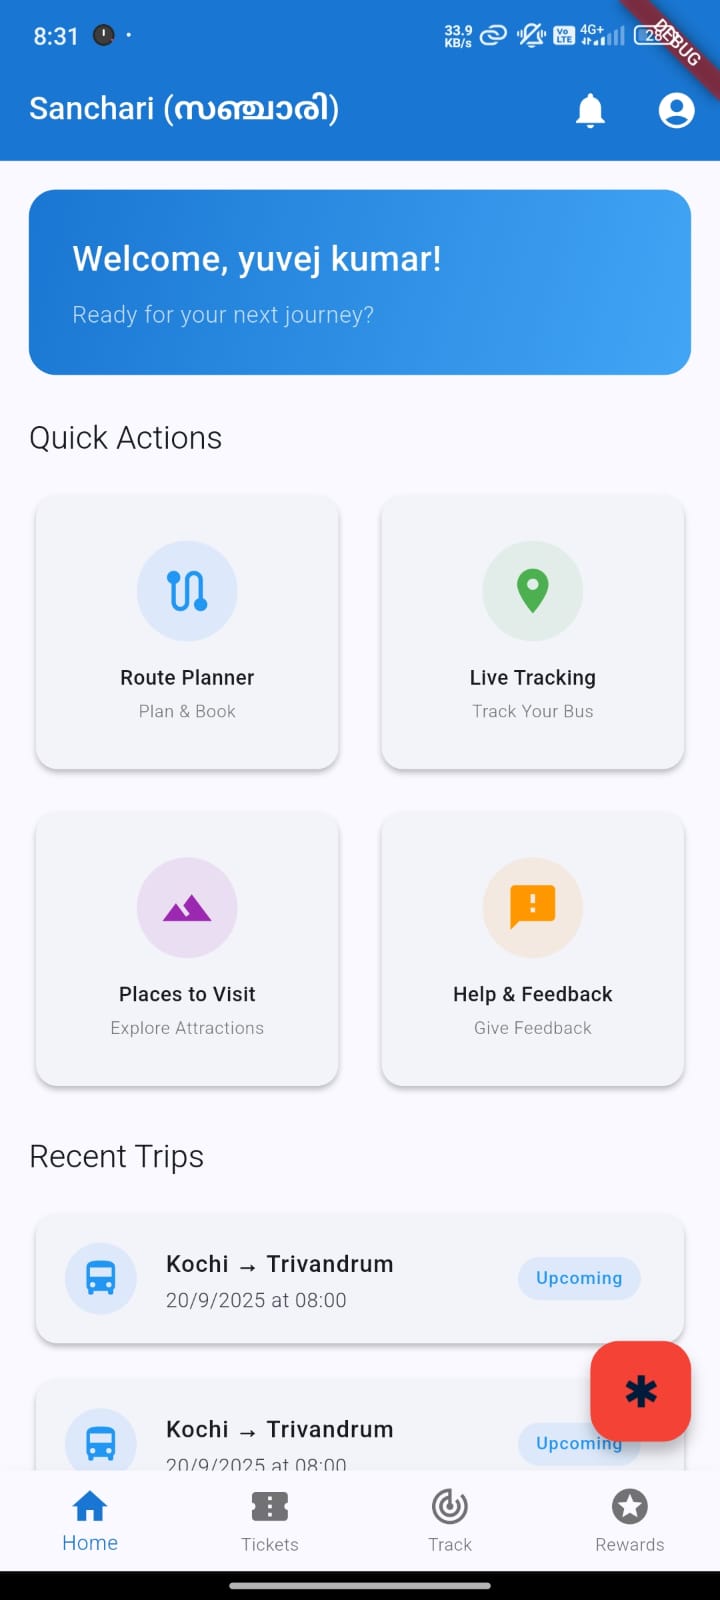 8:31
33.9
KB/s
Vo
LTE
4G+
28
DEBUG
Sanchari (സഞ്ചാരി)
Welcome, yuvej kumar!
Ready for your next journey?
Quick Actions
Route Planner
Plan & Book
Live Tracking
Track Your Bus
Places to Visit
Explore Attractions
Help & Feedback
Give Feedback
Recent Trips
Kochi → Trivandrum
20/9/2025 at 08:00
Upcoming
Kochi → Trivandrum
20/9/2025 at 08:00
Upcoming
Home
Tickets
Track
Rewards